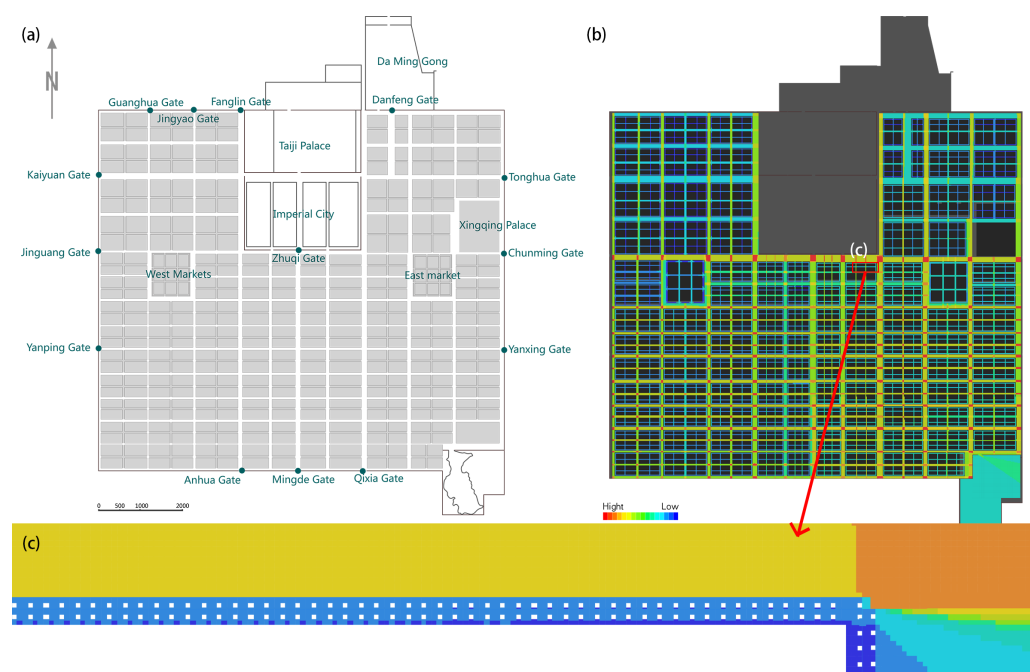 (a)
N
Da Ming Gong
Guanghua Gate
Fanglin Gate
Danfeng Gate
Jingyao Gate
Taiji Palace
Kaiyuan Gate
Tonghua Gate
Imperial City
Xingqing Palace
Jinguang Gate
Zhuqi Gate
Chunming Gate
West Markets
East market
Yanping Gate
Yanxing Gate
Anhua Gate
Mingde Gate
Qixia Gate
0 500 1000 2000
(b)
(c)
Hight Low
(c)